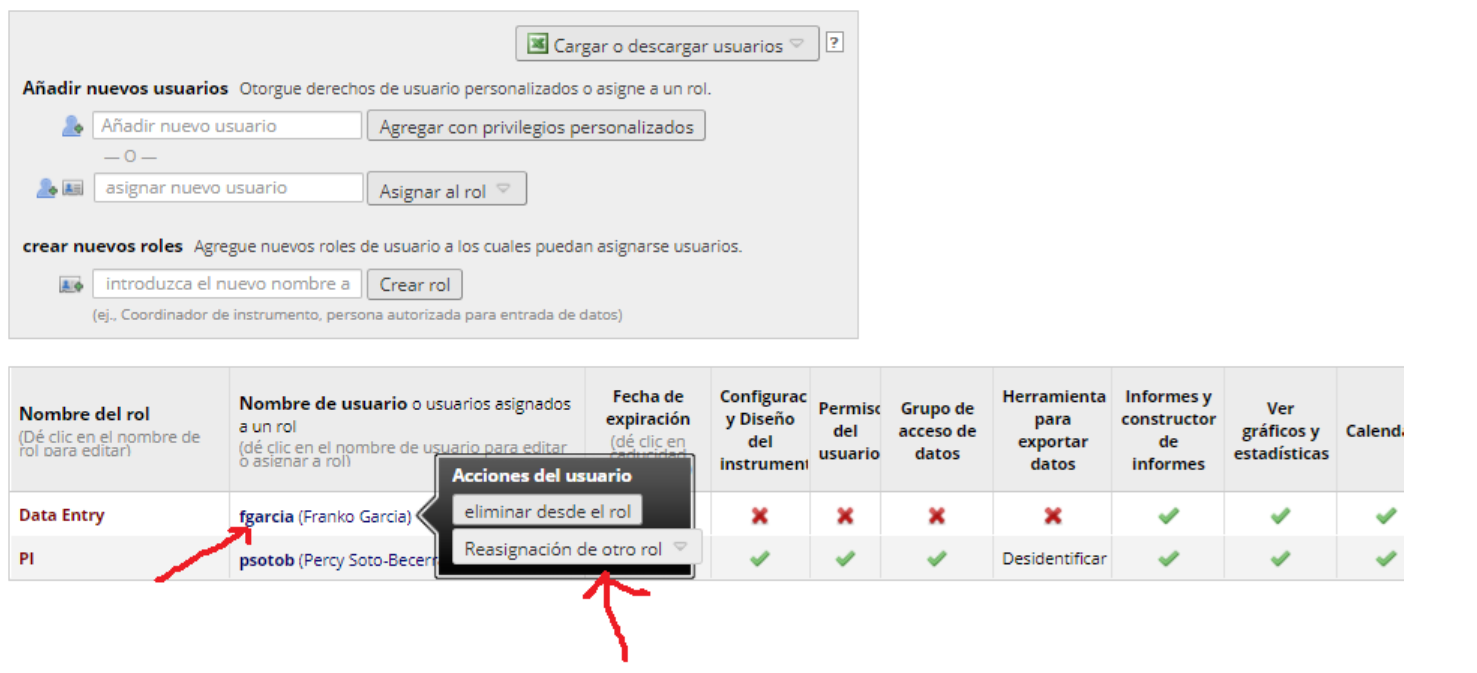 Cargar o descargar usuarios
?
Añadir nuevos usuarios Otorgue derechos de usuario personalizados o asigne a un rol.
Añadir nuevo usuario
Agregar con privilegios personalizados
— O —
asignar nuevo usuario
Asignar al rol
crear nuevos roles Agregue nuevos roles de usuario a los cuales puedan asignarse usuarios.
introduzca el nuevo nombre a
Crear rol
(ej., Coordinador de instrumento, persona autorizada para entrada de datos)
Nombre del rol
(Dé clic en el nombre de
rol para editar)
Nombre de usuario o usuarios asignados
a un rol
(dé clic en el nombre de usuario para editar
o asignar a rol)
Fecha de
expiración
(dé clic en
caducidad
Configurac
y Diseño
del
instrument
Permisc
del
usuario
Grupo de
acceso de
datos
Herramienta
para
exportar
datos
Informes y
constructor
de
informes
Ver
gráficos y
estadísticas
Calenda
Acciones del usuario
eliminar desde el rol
Reasignación de otro rol
Data Entry
fgarcia (Franko Garcia)
PI
psotob (Percy Soto-Becerr
Desidentificar